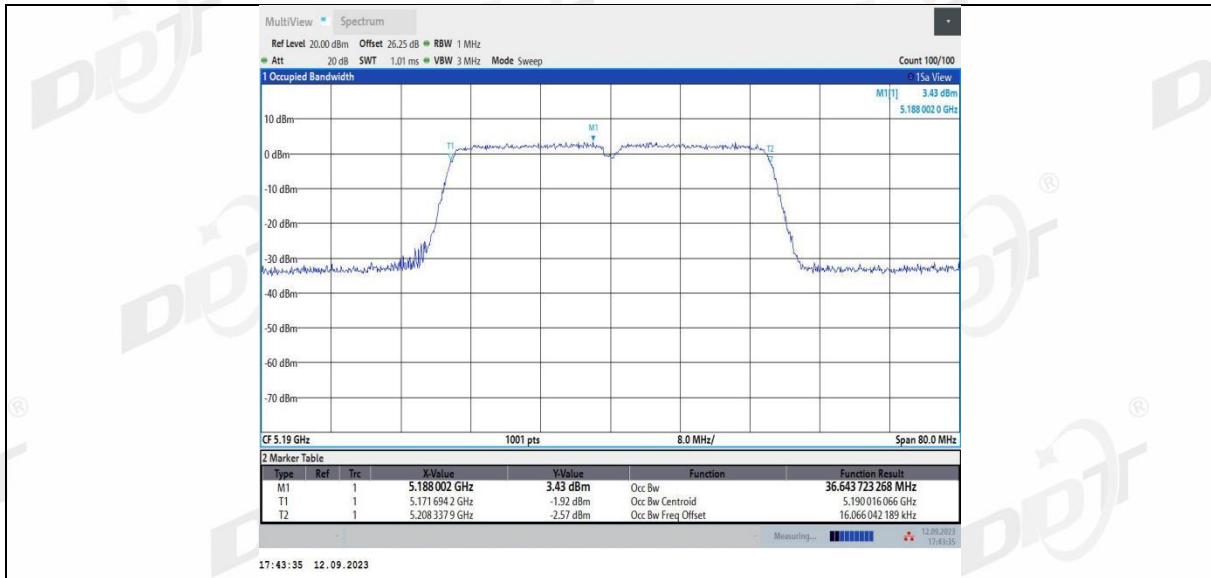 MultiView Spectrum
Ref Level 20.00 dBm Offset 26.25 dB RBW 1 MHz
Att 20 dB SWT 1.01 ms VBW 3 MHz Mode Sweep Count 100/100
1 Occupied Bandwidth 1Sa View
M1[1] 3.43 dBm
5.188 002 0 GHz
10 dBm
M1
T1
T2
0 dBm
-10 dBm
-20 dBm
-30 dBm
-40 dBm
-50 dBm
-60 dBm
-70 dBm
CF 5.19 GHz 1001 pts 8.0 MHz/ Span 80.0 MHz
2 Marker Table
Type Ref Trc X-Value Y-Value Function Function Result
M1 1 5.188 002 GHz 3.43 dBm Occ Bw 36.643 723 268 MHz
T1 1 5.171 694 2 GHz -1.92 dBm Occ Bw Centroid 5.190 016 066 GHz
T2 1 5.208 337 9 GHz -2.57 dBm Occ Bw Freq Offset 16.066 042 189 kHz
Measuring... 12.09.2023
17:43:35
17:43:35 12.09.2023